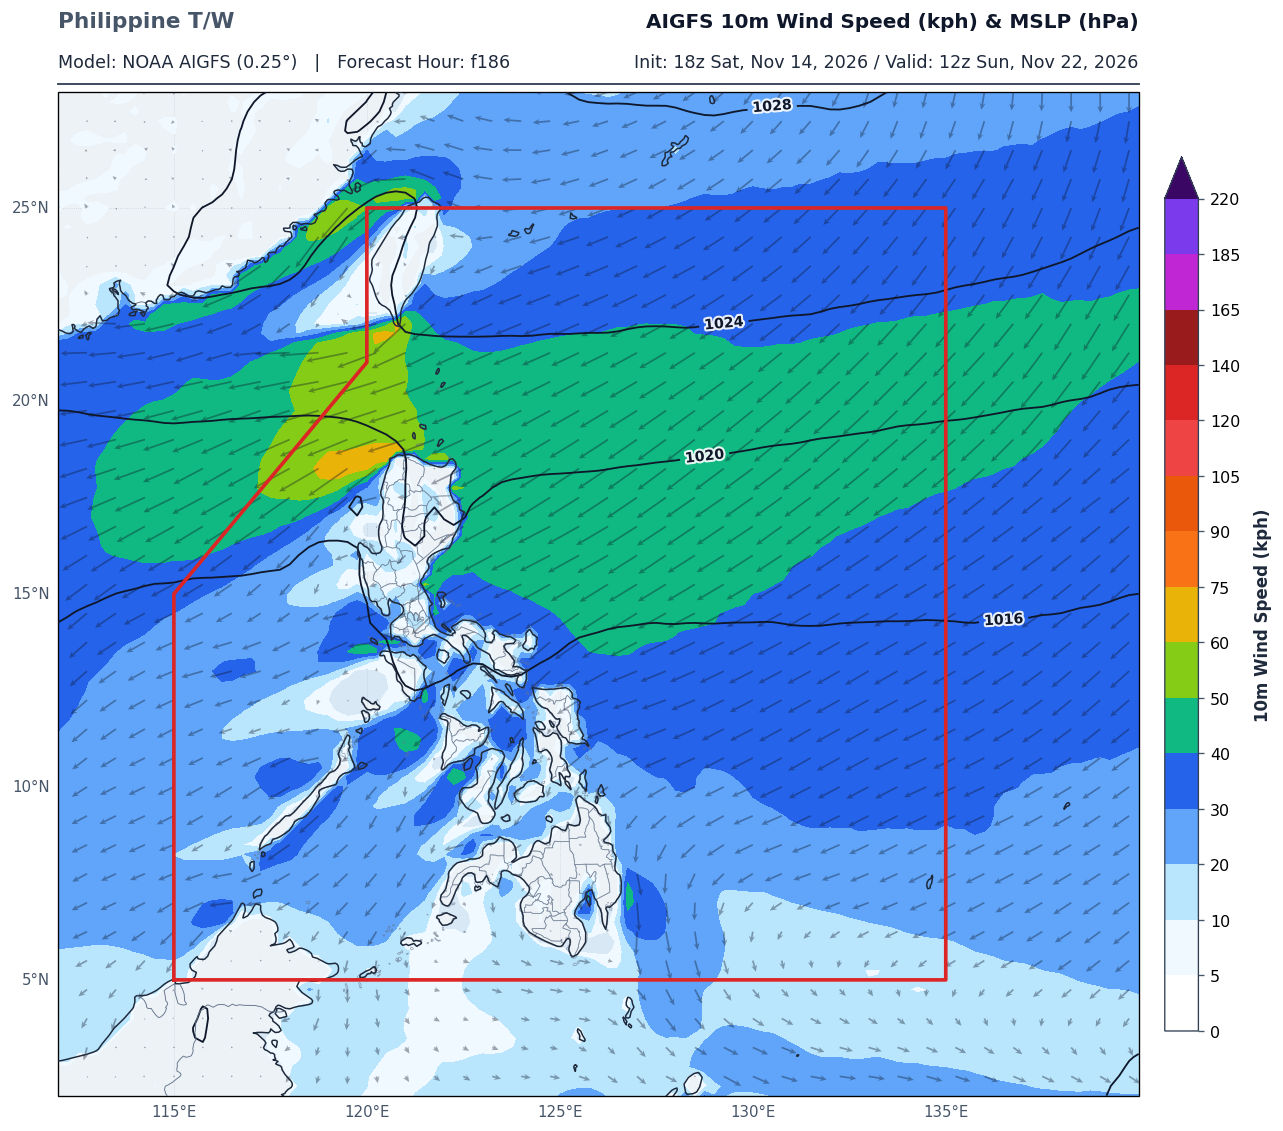 Philippine T/W
AIGFS 10m Wind Speed (kph) & MSLP (hPa)
Model: NOAA AIGFS (0.25°) | Forecast Hour: f186
Init: 18z Sat, Nov 14, 2026 / Valid: 12z Sun, Nov 22, 2026
1028
1024
1020
1016
25°N
20°N
15°N
10°N
5°N
115°E
120°E
125°E
130°E
135°E
220
185
165
140
120
105
90
75
60
50
40
30
20
10
5
0
10m Wind Speed (kph)